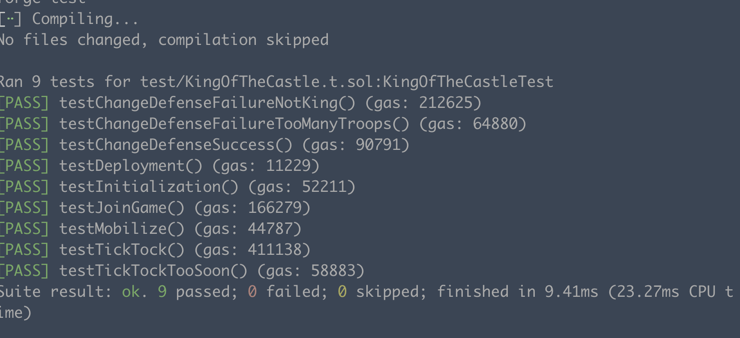 forge test
[⠒] Compiling...
No files changed, compilation skipped
Ran 9 tests for test/KingOfTheCastle.t.sol:KingOfTheCastleTest
[PASS] testChangeDefenseFailureNotKing() (gas: 212625)
[PASS] testChangeDefenseFailureTooManyTroops() (gas: 64880)
[PASS] testChangeDefenseSuccess() (gas: 90791)
[PASS] testDeployment() (gas: 11229)
[PASS] testInitialization() (gas: 52211)
[PASS] testJoinGame() (gas: 166279)
[PASS] testMobilize() (gas: 44787)
[PASS] testTickTock() (gas: 411138)
[PASS] testTickTockTooSoon() (gas: 58883)
Suite result: ok. 9 passed; 0 failed; 0 skipped; finished in 9.41ms (23.27ms CPU t
ime)